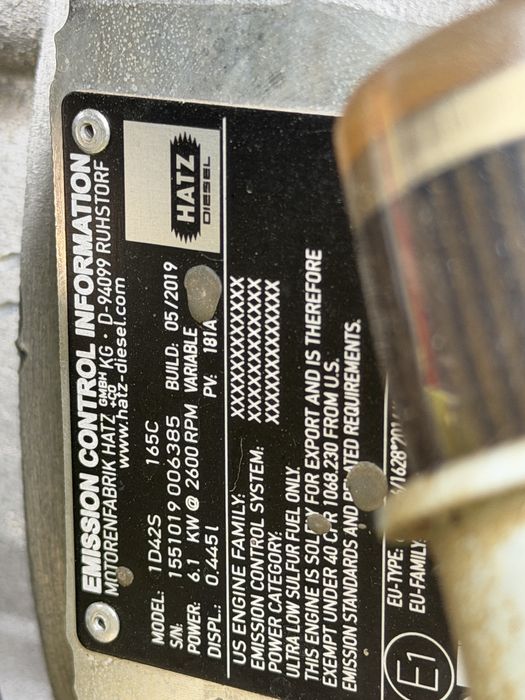 EMISSION CONTROL INFORMATION
MOTORENFABRIK HATZ GMBH +CO KG · D-94099 RUHSTORF
www.hatz-diesel.com
HATZ
DIESEL
MODEL: 1D42S 165C BUILD: 05/2019
S/N: 1551019 006385
POWER: 6.1 KW @ 2600 RPM VARIABLE
DISPL.: 0.445 l PV: 181A
US ENGINE FAMILY: XXXXXXXXXXXX
EMISSION CONTROL SYSTEM: XXXXXXXXXXXX
POWER CATEGORY: XXXXXXXXXXXX
ULTRA LOW SULFUR FUEL ONLY.
THIS ENGINE IS SOLELY FOR EXPORT AND IS THEREFORE
EXEMPT UNDER 40 CFR 1068.230 FROM U.S.
EMISSION STANDARDS AND RELATED REQUIREMENTS.
E1
EU-TYPE:
EU-FAMILY